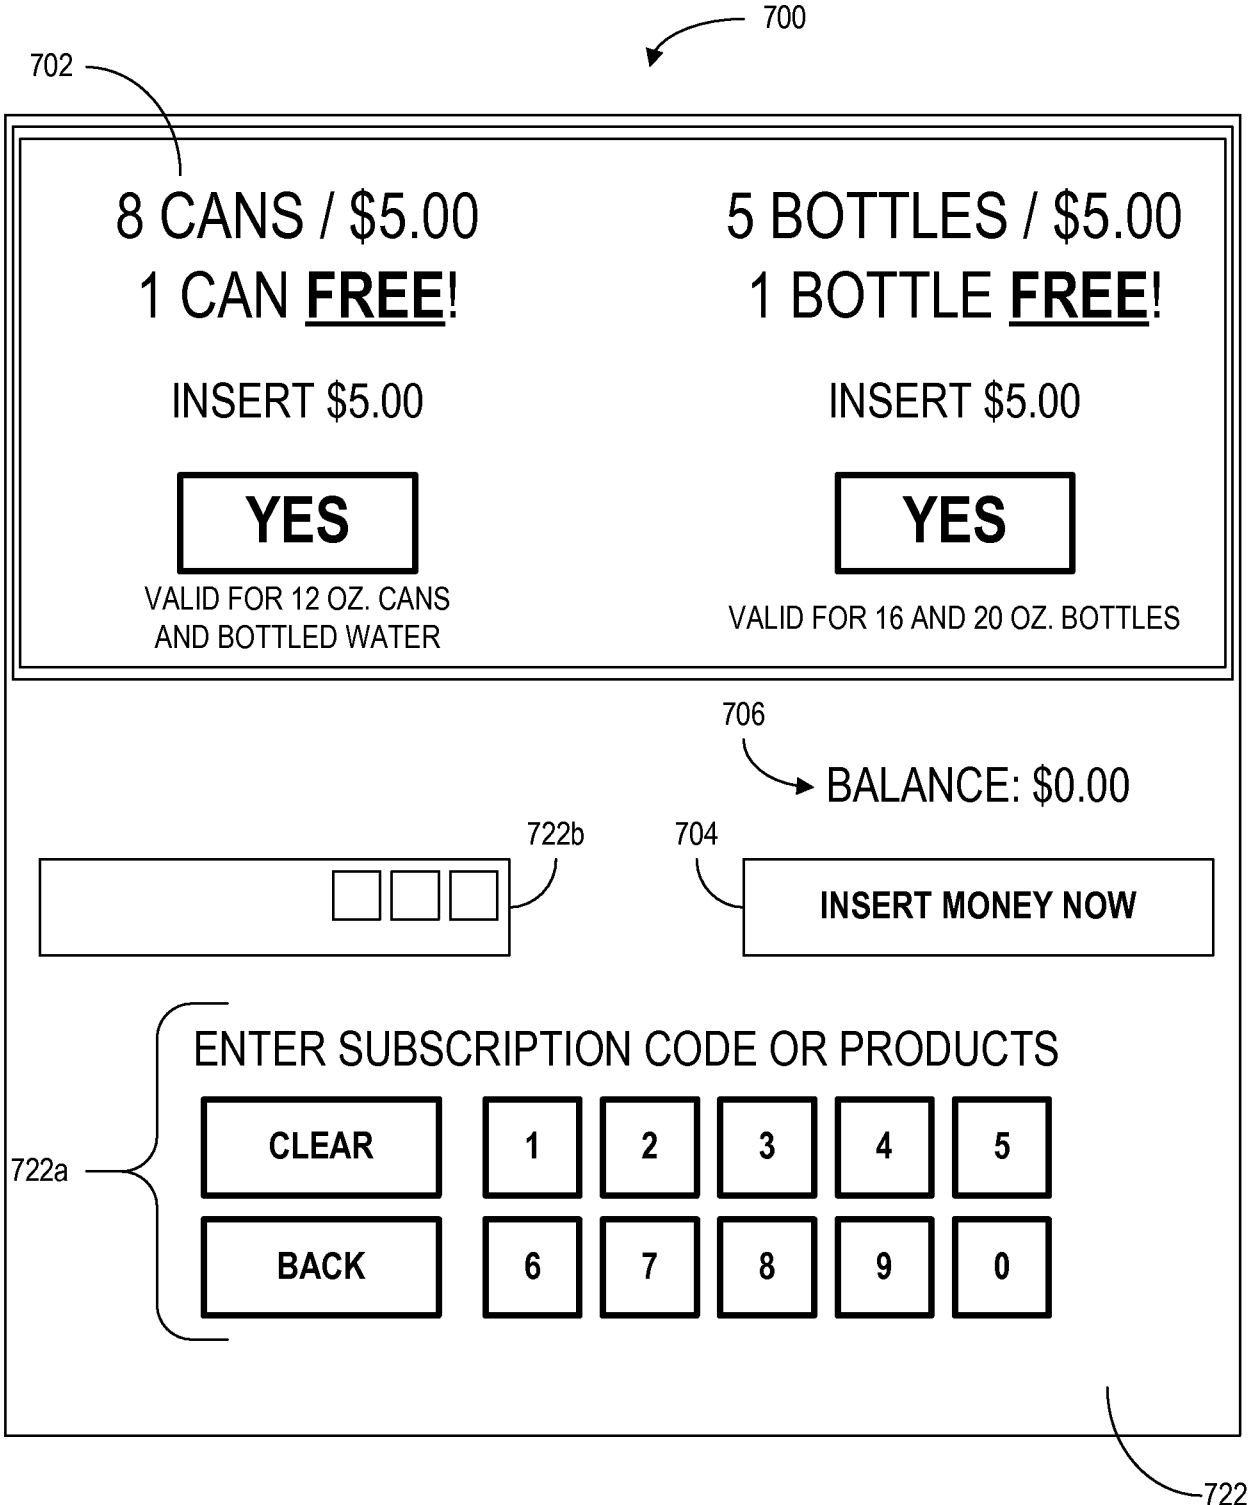 700
702
8 CANS / $5.00
1 CAN FREE!
INSERT $5.00
YES
VALID FOR 12 OZ. CANS
AND BOTTLED WATER
5 BOTTLES / $5.00
1 BOTTLE FREE!
INSERT $5.00
YES
VALID FOR 16 AND 20 OZ. BOTTLES
706
BALANCE: $0.00
722b
704
INSERT MONEY NOW
ENTER SUBSCRIPTION CODE OR PRODUCTS
CLEAR 1 2 3 4 5
722a
BACK 6 7 8 9 0
722